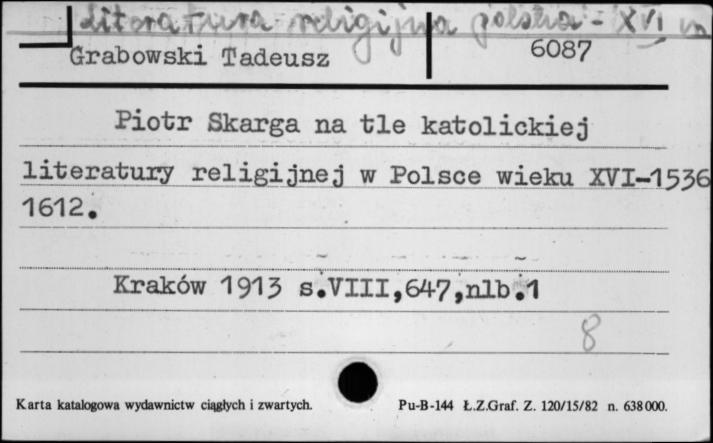 Literatura religijna polska - XVI w
Grabowski Tadeusz
6087
Piotr Skarga na tle katolickiej
literatury religijnej w Polsce wieku XVI-1536
1612.
Kraków 1913 s.VIII,647,nlb.1
8
Karta katalogowa wydawnictw ciągłych i zwartych.
Pu-B-144 Ł.Z.Graf. Z. 120/15/82 n. 638000.